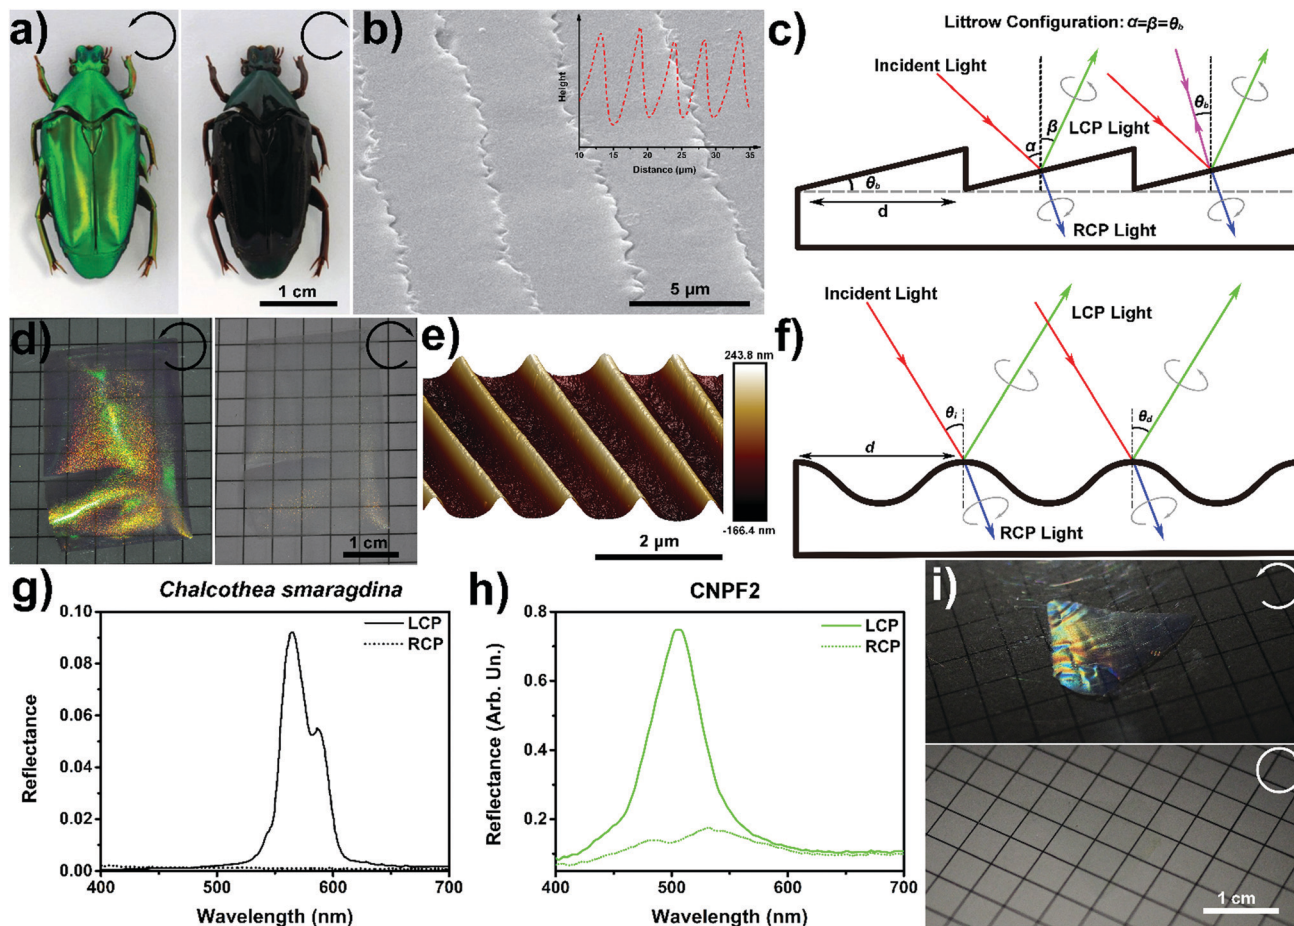 a)
1 cm
b)
Height
10 15 20 25 30 35
Distance (µm)
5 µm
c)
Littrow Configuration: α=β=θb
Incident Light
LCP Light
α
β
θb
θb
d
RCP Light
d)
1 cm
e)
243.8 nm
-166.4 nm
2 µm
f)
Incident Light
LCP Light
θi
θd
d
RCP Light
g)
Chalcothea smaragdina
LCP
RCP
Reflectance
0.10
0.08
0.06
0.04
0.02
0.00
400 500 600 700
Wavelength (nm)
h)
CNPF2
LCP
RCP
Reflectance (Arb. Un.)
0.8
0.6
0.4
0.2
400 500 600 700
Wavelength (nm)
i)
1 cm